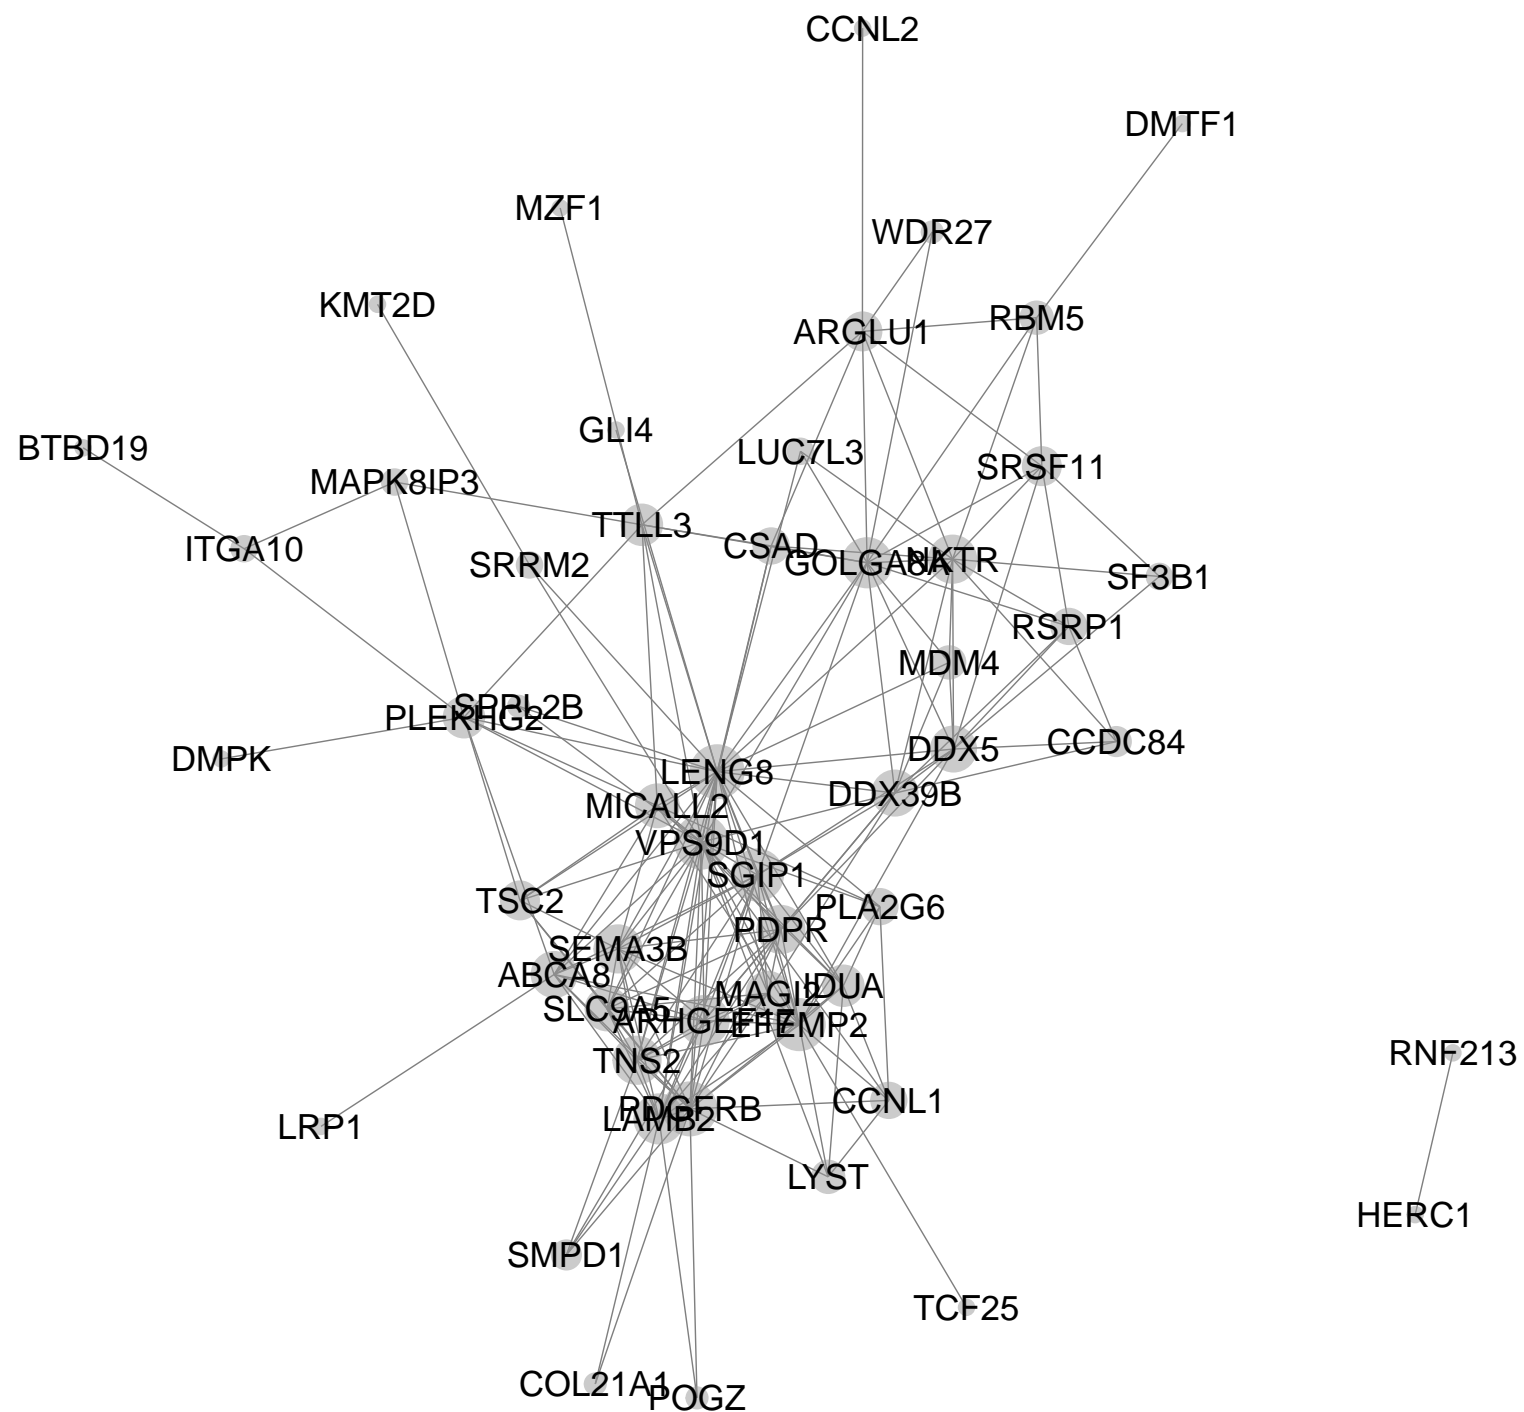 CCNL2
DMTF1
MZF1
WDR27
KMT2D
RBM5
ARGLU1
GLI4
BTBD19
LUC7L3
SRSF11
MAPK8IP3
TTLL3
CSAD
ITGA10
GOLGA8A
NKTR
SRRM2
SF3B1
RSRP1
MDM4
SPPL2B
PLEKHG2
DMPK
DDX5
CCDC84
LENG8
DDX39B
MICALL2
VPS9D1
SGIP1
TSC2
PLA2G6
PDPR
SEMA3B
ABCA8
IDUA
MAGI2
SLC9A5
ARHGEF17
EFEMP2
RNF213
TNS2
CCNL1
PDGFRB
LAMB2
LRP1
LYST
HERC1
SMPD1
TCF25
COL21A1
POGZ